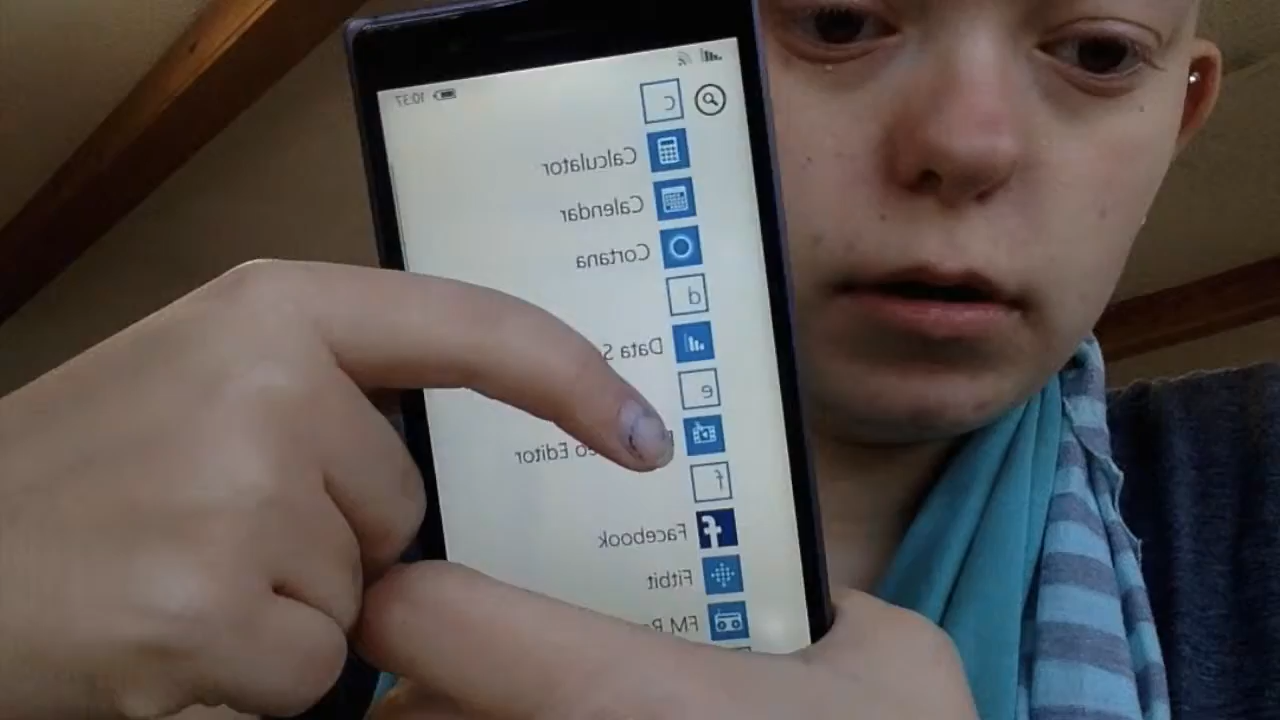 10:37
c
Calculator
Calendar
Cortana
d
Data
e
Editor
f
Facebook
Fitbit
FM